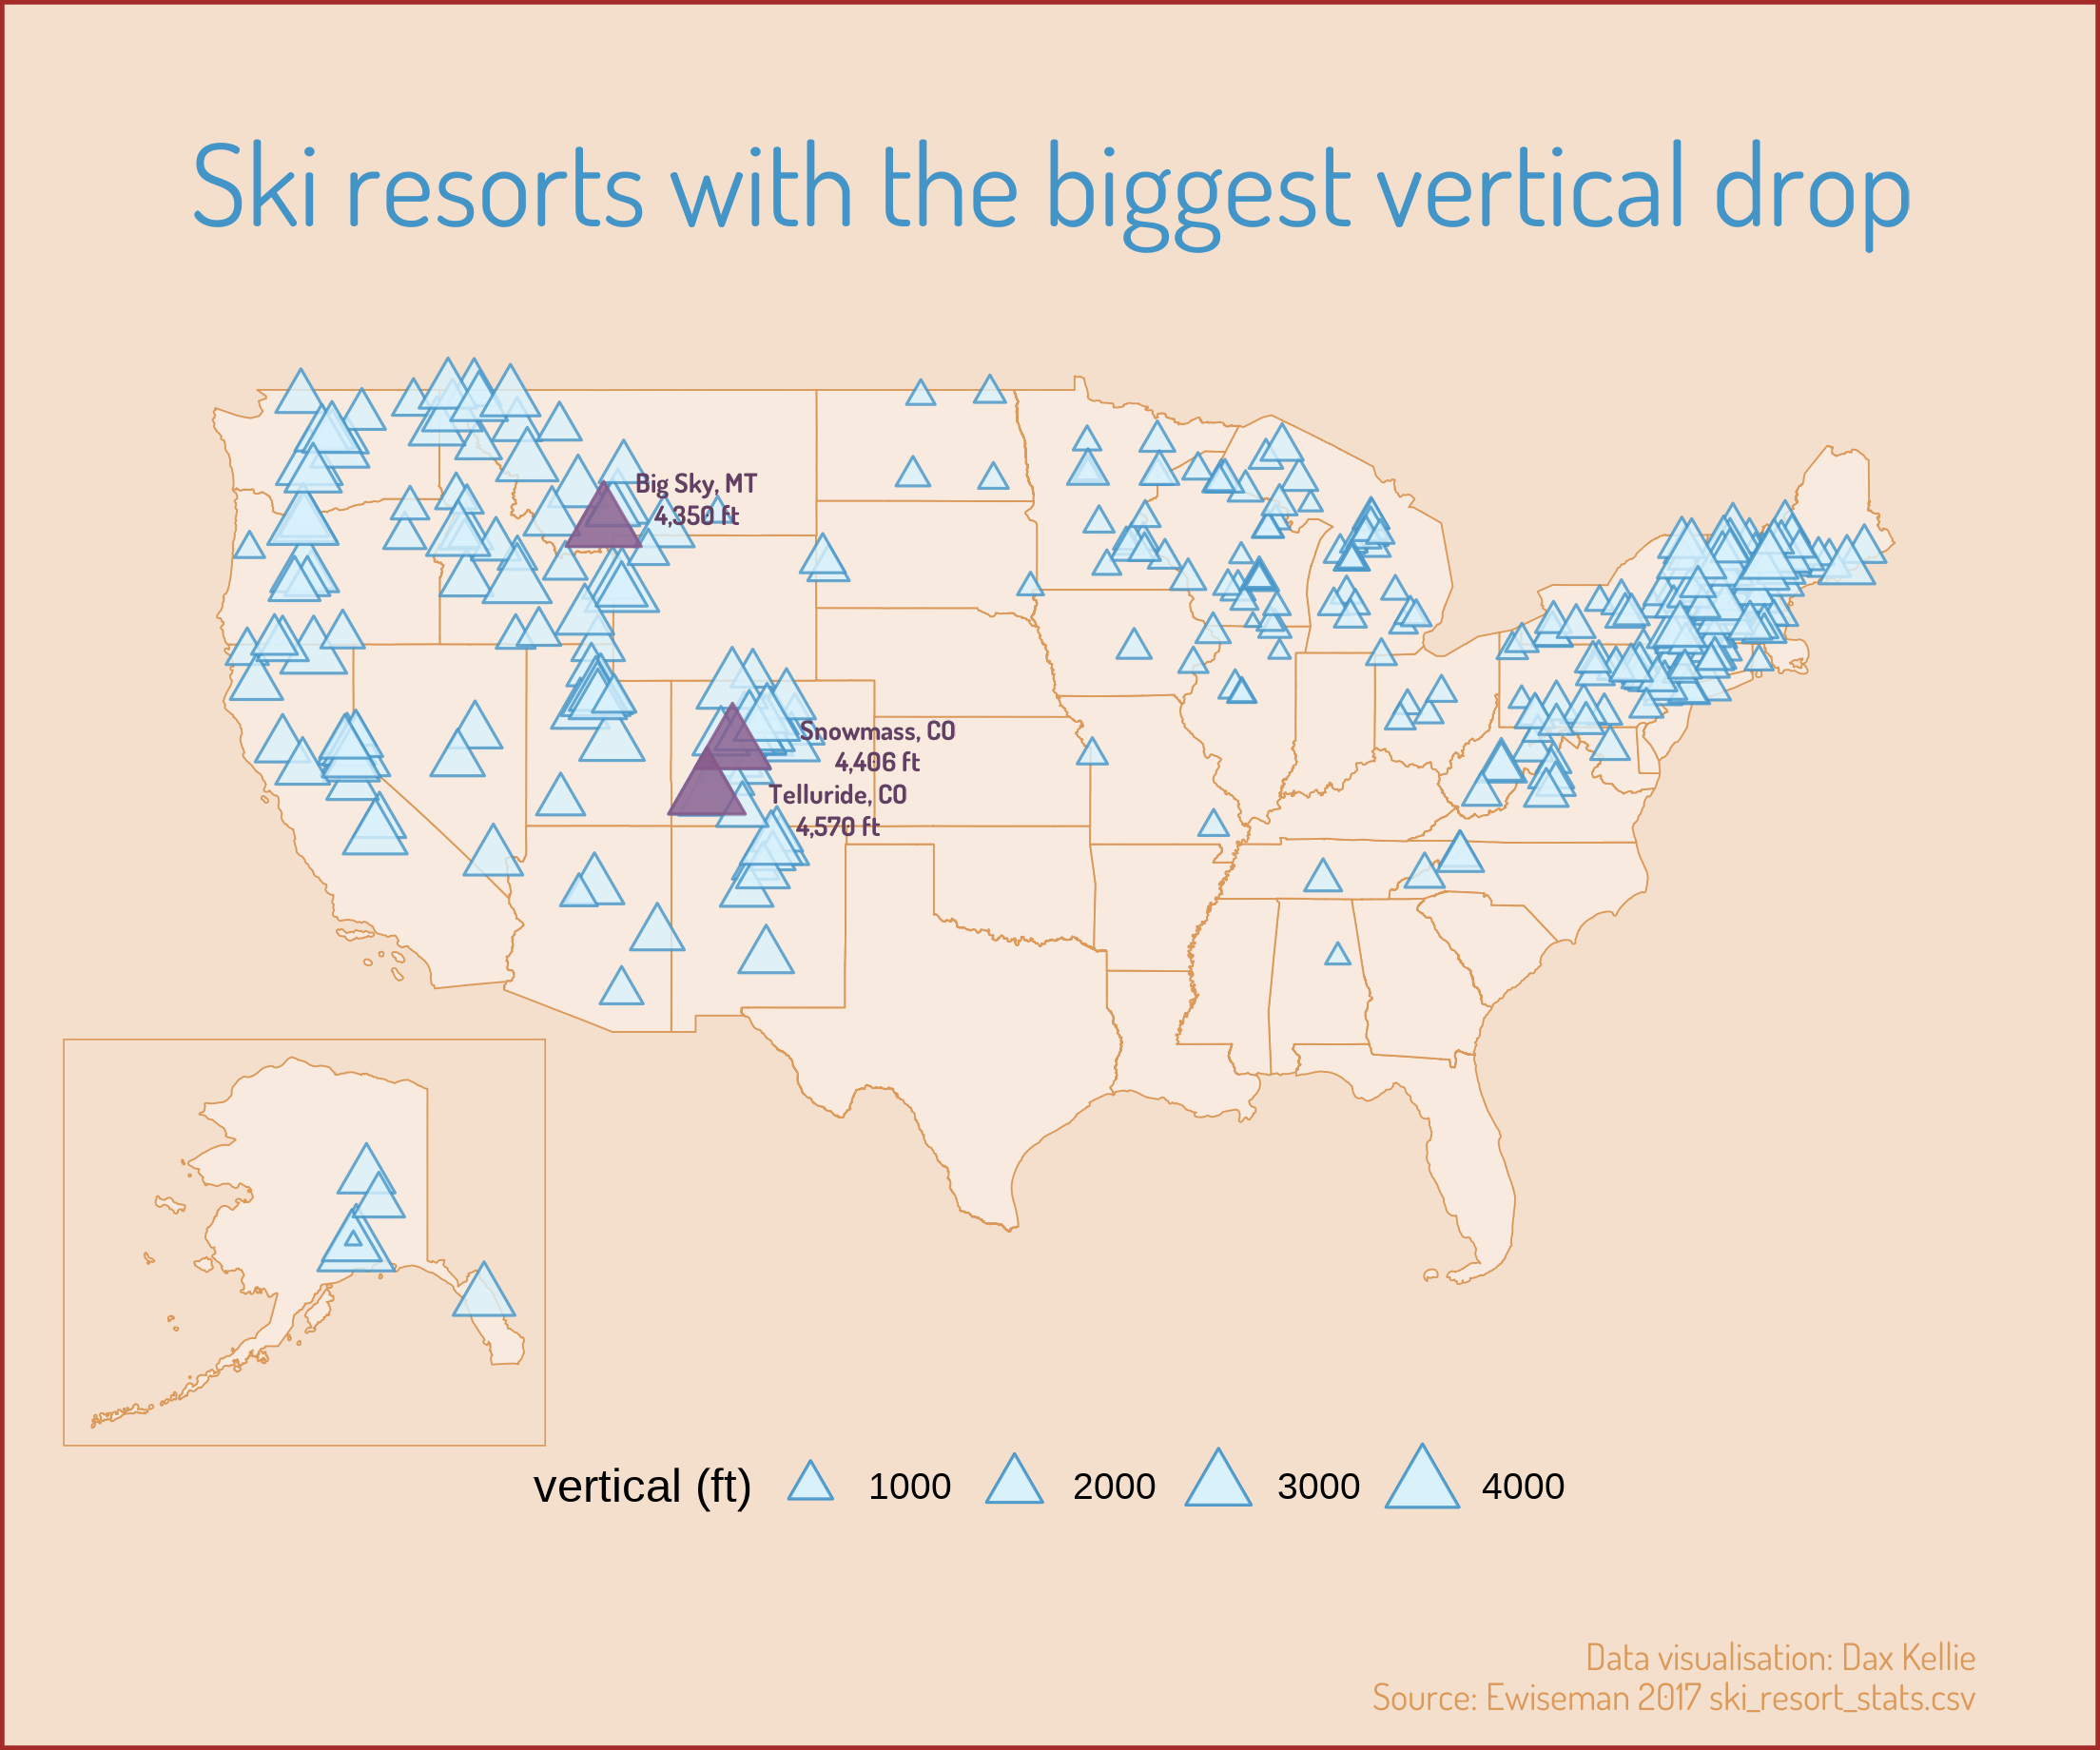 Ski resorts with the biggest vertical drop
Big Sky, MT
4,350 ft
Snowmass, CO
4,406 ft
Telluride, CO
4,570 ft
vertical (ft)
1000
2000
3000
4000
Data visualisation: Dax Kellie
Source: Ewiseman 2017 ski_resort_stats.csv